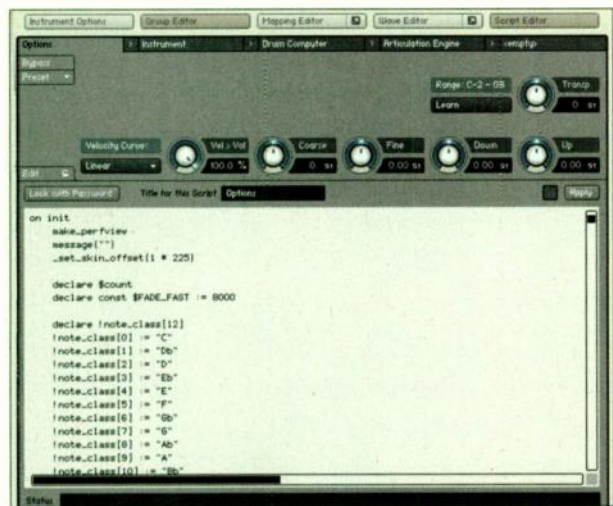 Instrument Options Group Editor Mapping Editor Wave Editor Script Editor
Options Instrument Drum Computer Articulation Engine <empty>
Bypass
Preset
Range: C-2 - G8 Transp.
Learn 0 st
Velocity Curve: Vel > Vol Coarse Fine Down Up
Linear 100.0 % 0 st 0.00 st 0.00 st 0.00 st
Edit
Lock with Password Title for this Script Options Apply
on init
make_perfview
message("")
_set_skin_offset(1 * 225)
declare $count
declare const $FADE_FAST := 8000
declare !note_class[12]
!note_class[0] := "C"
!note_class[1] := "Db"
!note_class[2] := "D"
!note_class[3] := "Eb"
!note_class[4] := "E"
!note_class[5] := "F"
!note_class[6] := "Gb"
!note_class[7] := "G"
!note_class[8] := "Ab"
!note_class[9] := "A"
!note_class[10] := "Bb"
Status